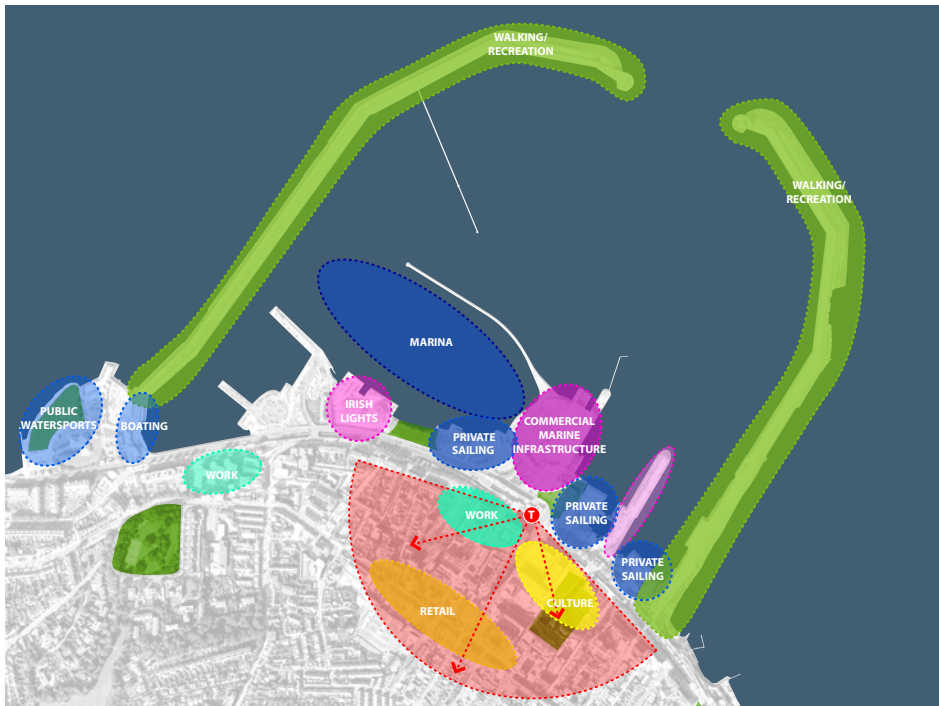 WALKING/
RECREATION
WALKING/
RECREATION
MARINA
PUBLIC
WATERSPORTS
BOATING
IRISH
LIGHTS
PRIVATE
SAILING
COMMERCIAL
MARINE
INFRASTRUCTURE
WORK
WORK
T
PRIVATE
SAILING
PRIVATE
SAILING
RETAIL
CULTURE